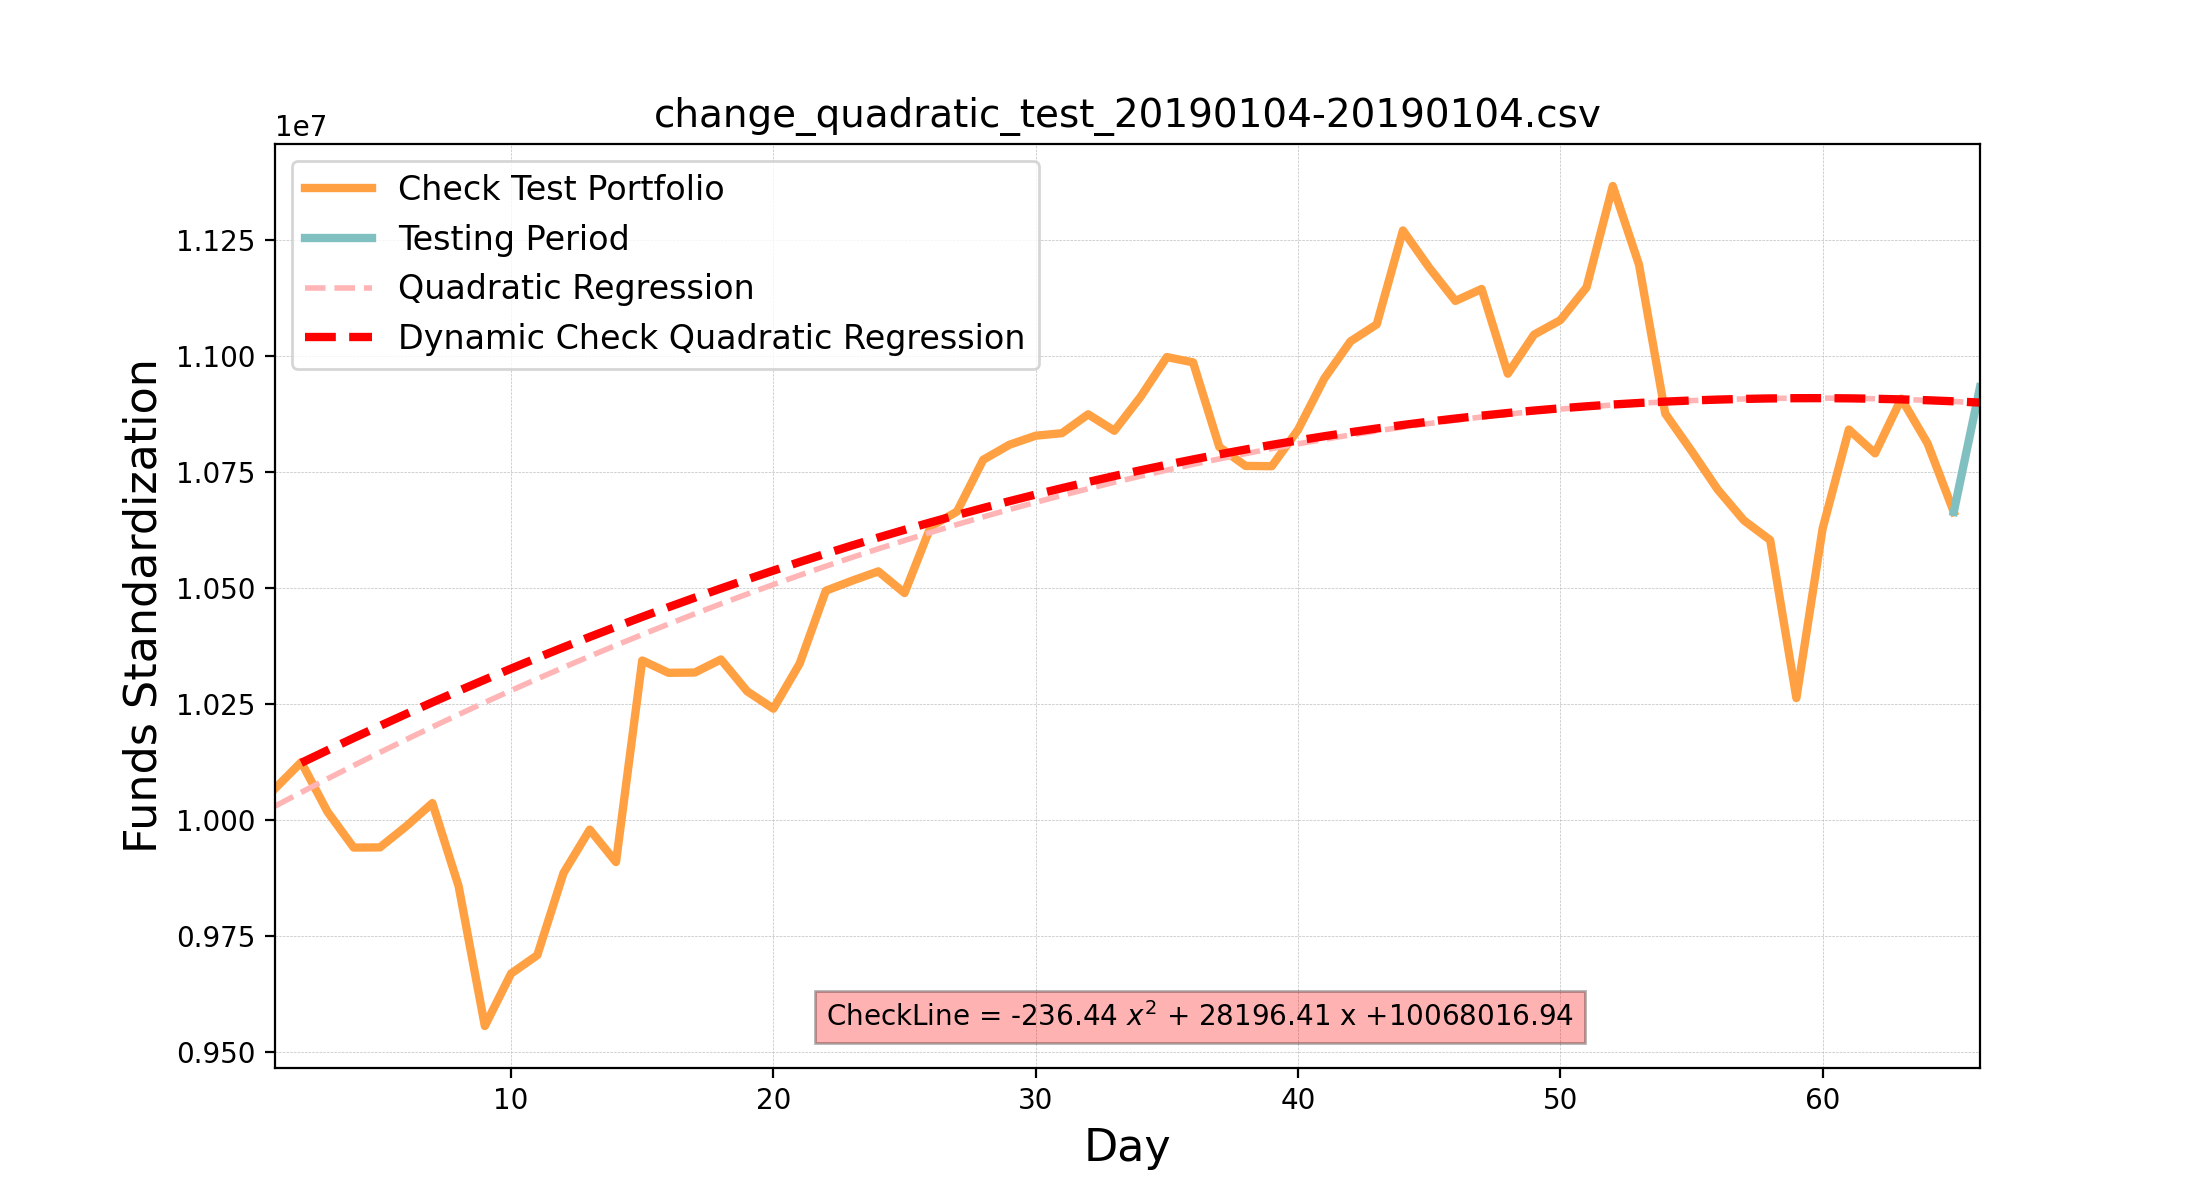 change_quadratic_test_20190104-20190104.csv
1e7
Check Test Portfolio
Testing Period
Quadratic Regression
Dynamic Check Quadratic Regression
1.125
1.100
1.075
1.050
1.025
1.000
0.975
0.950
Funds Standardization
CheckLine = -236.44 x² + 28196.41 x +10068016.94
10 20 30 40 50 60
Day